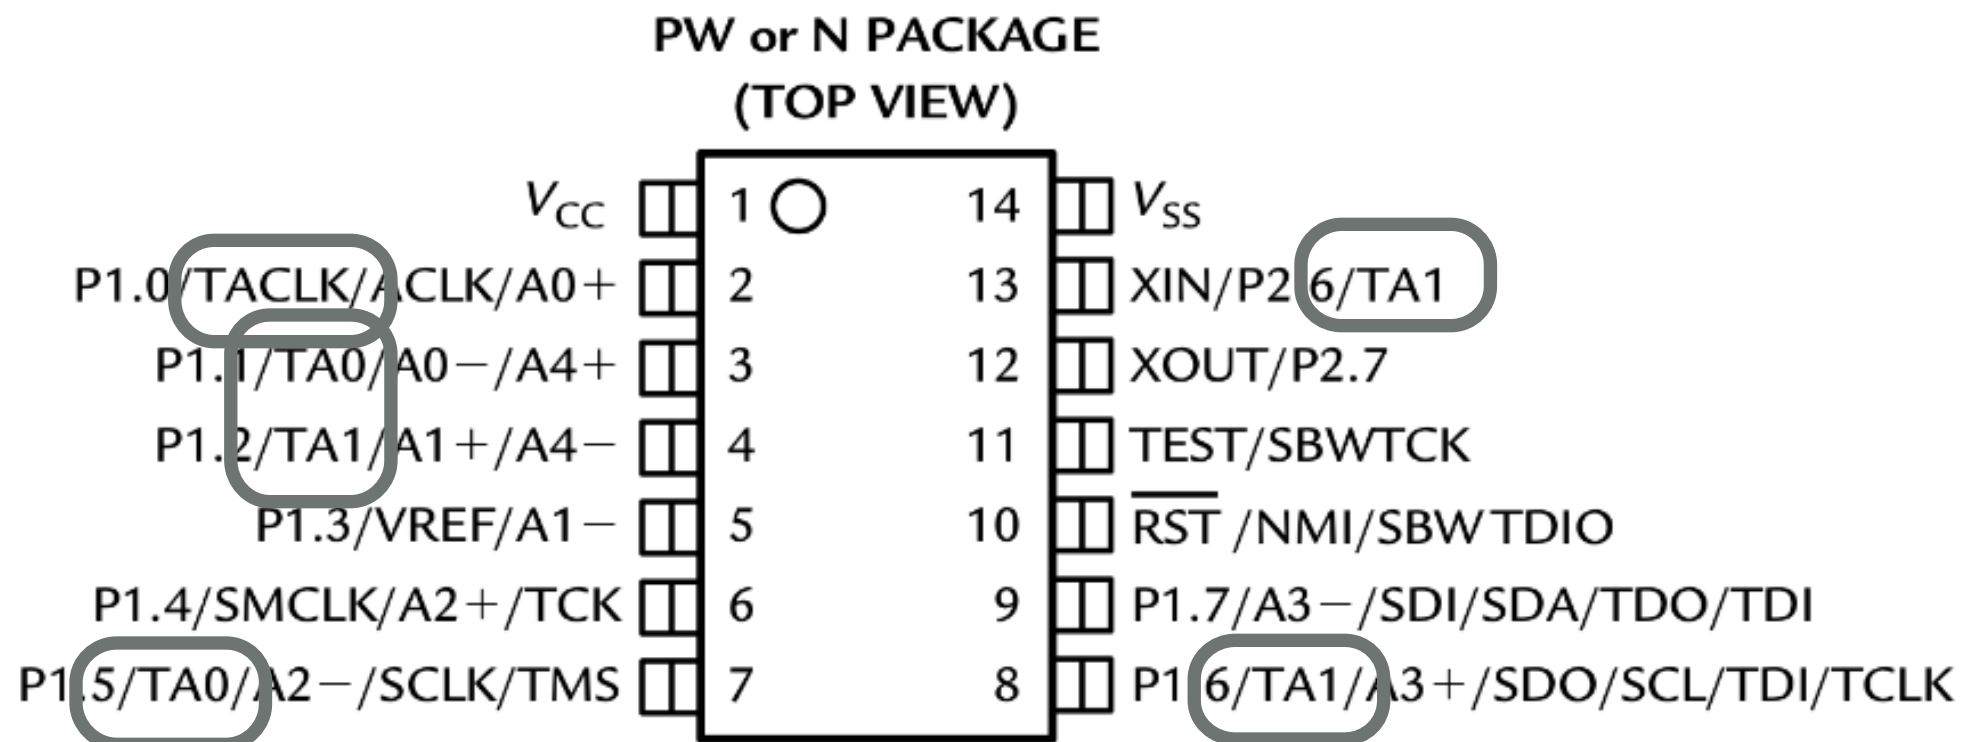 PW or N PACKAGE
(TOP VIEW)
VCC 1 14 VSS
P1.0/TACLK/ACLK/A0+ 2 13 XIN/P2.6/TA1
P1.1/TA0/A0−/A4+ 3 12 XOUT/P2.7
P1.2/TA1/A1+/A4− 4 11 TEST/SBWTCK
P1.3/VREF/A1− 5 10 RST/NMI/SBWTDIO
P1.4/SMCLK/A2+/TCK 6 9 P1.7/A3−/SDI/SDA/TDO/TDI
P1.5/TA0/A2−/SCLK/TMS 7 8 P1.6/TA1/A3+/SDO/SCL/TDI/TCLK